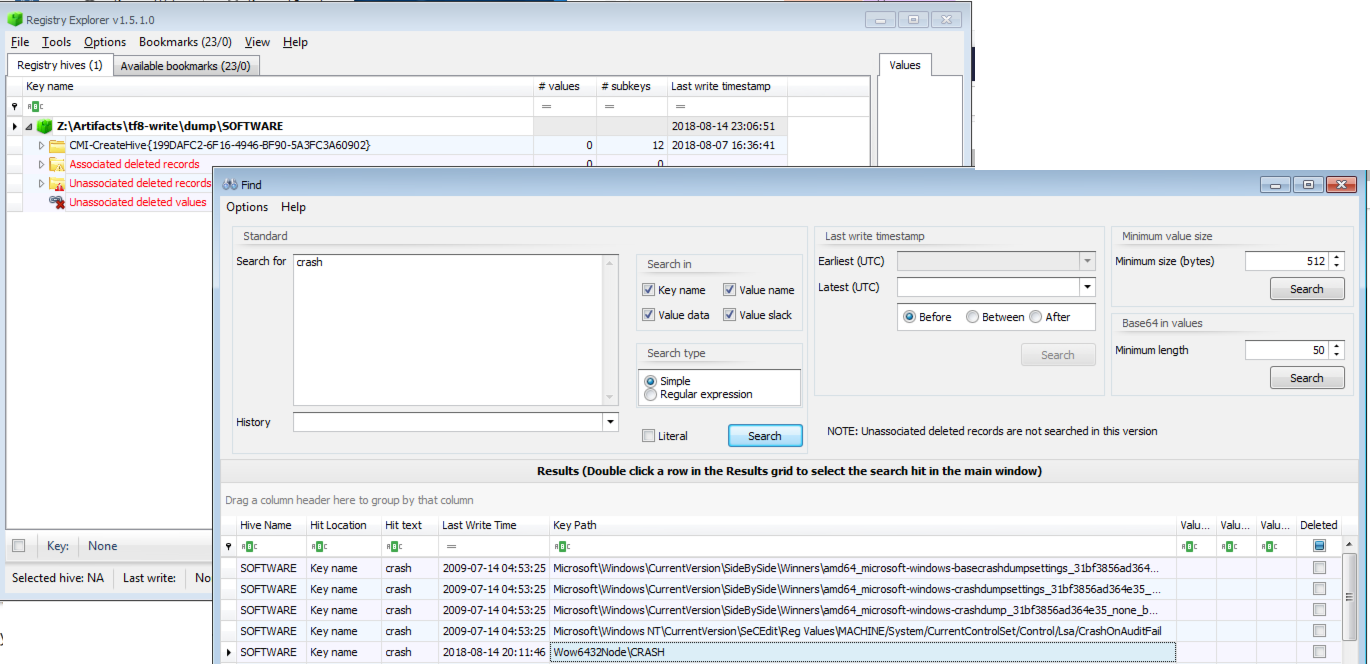 Registry Explorer v1.5.1.0
File Tools Options Bookmarks (23/0) View Help
Registry hives (1) Available bookmarks (23/0)
Values
Key name # values # subkeys Last write timestamp
Z:\Artifacts\tf8-write\dump\SOFTWARE 2018-08-14 23:06:51
CMI-CreateHive{199DAFC2-6F16-4946-BF90-5A3FC3A60902} 0 12 2018-08-07 16:36:41
Associated deleted records 0 0
Unassociated deleted records
Unassociated deleted values
Key: None
Selected hive: NA Last write: No
Find
Options Help
Standard
Search for crash
History
Search in
Key name Value name
Value data Value slack
Search type
Simple
Regular expression
Literal Search
Last write timestamp
Earliest (UTC)
Latest (UTC)
Before Between After
Search
Minimum value size
Minimum size (bytes) 512
Search
Base64 in values
Minimum length 50
Search
NOTE: Unassociated deleted records are not searched in this version
Results (Double click a row in the Results grid to select the search hit in the main window)
Drag a column header here to group by that column
Hive Name Hit Location Hit text Last Write Time Key Path Valu... Valu... Valu... Deleted
SOFTWARE Key name crash 2009-07-14 04:53:25 Microsoft\Windows\CurrentVersion\SideBySide\Winners\amd64_microsoft-windows-basecrashdumpsettings_31bf3856ad364...
SOFTWARE Key name crash 2009-07-14 04:53:25 Microsoft\Windows\CurrentVersion\SideBySide\Winners\amd64_microsoft-windows-crashdumpsettings_31bf3856ad364e35_...
SOFTWARE Key name crash 2009-07-14 04:53:25 Microsoft\Windows\CurrentVersion\SideBySide\Winners\amd64_microsoft-windows-crashdump_31bf3856ad364e35_none_b...
SOFTWARE Key name crash 2009-07-14 04:53:25 Microsoft\Windows NT\CurrentVersion\SeCEdit\Reg Values\MACHINE/System/CurrentControlSet/Control/Lsa/CrashOnAuditFail
SOFTWARE Key name crash 2018-08-14 20:11:46 Wow6432Node\CRASH